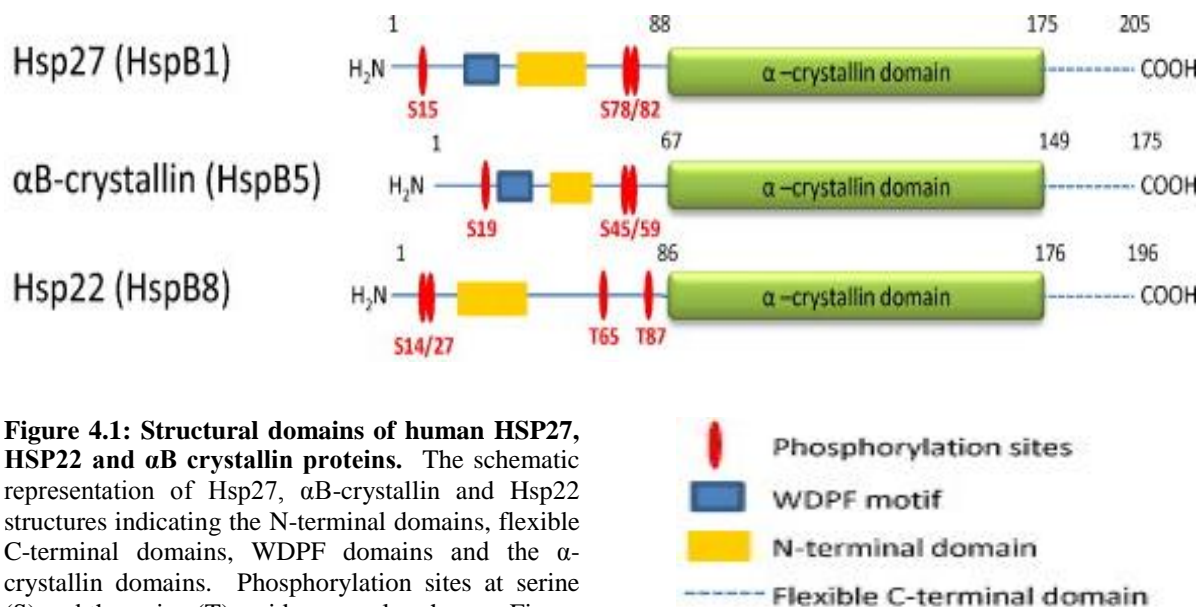 1 88 175 205
Hsp27 (HspB1) H₂N α –crystallin domain COOH
S15 S78/82
1 67 149 175
αB-crystallin (HspB5) H₂N α –crystallin domain COOH
S19 S45/59
1 86 176 196
Hsp22 (HspB8) H₂N α –crystallin domain COOH
S14/27 T65 T87
Figure 4.1: Structural domains of human HSP27,
HSP22 and αB crystallin proteins. The schematic
representation of Hsp27, αB-crystallin and Hsp22
structures indicating the N-terminal domains, flexible
C-terminal domains, WDPF domains and the α-
crystallin domains. Phosphorylation sites at serine
Phosphorylation sites
WDPF motif
N-terminal domain
Flexible C-terminal domain